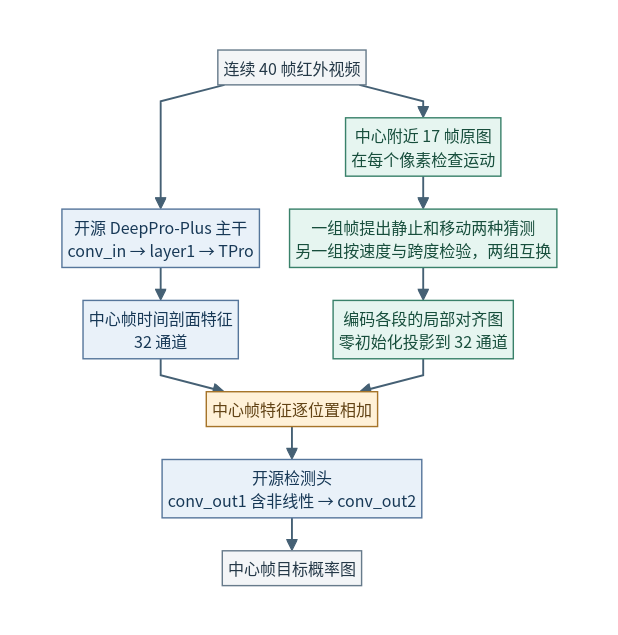 连续 40 帧红外视频
中心附近 17 帧原图
在每个像素检查运动
开源 DeepPro-Plus 主干
conv_in → layer1 → TPro
一组帧提出静止和移动两种猜测
另一组按速度与跨度检验，两组互换
中心帧时间剖面特征
32 通道
编码各段的局部对齐图
零初始化投影到 32 通道
中心帧特征逐位置相加
开源检测头
conv_out1 含非线性 → conv_out2
中心帧目标概率图